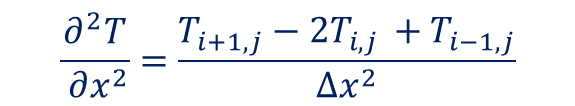 ∂²T/∂x² = (T_{i+1,j} − 2T_{i,j} + T_{i−1,j})/Δx²